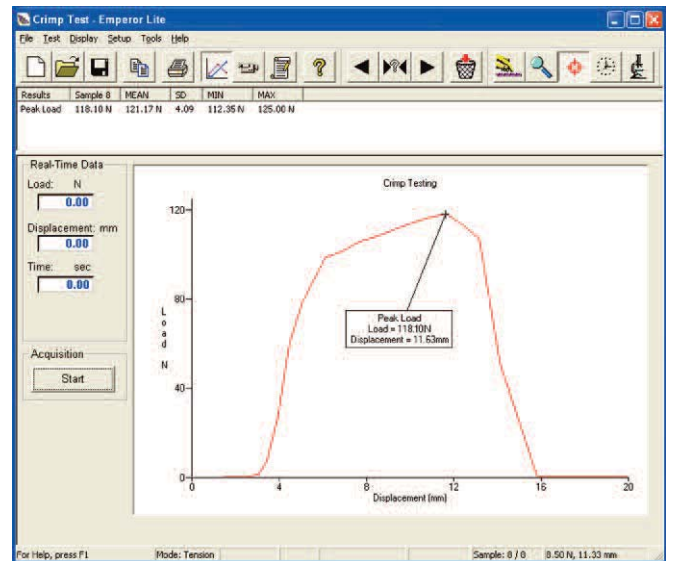 Crimp Test - Emperor Lite
File Test Display Setup Tools Help
Results Sample 8 MEAN SD MIN MAX
Peak Load 118.10 N 121.17 N 4.09 112.35 N 125.00 N
Real-Time Data
Load: N
0.00
Displacement: mm
0.00
Time: sec
0.00
Acquisition
Start
Crimp Testing
120
80
40
0
Load N
Peak Load
Load = 118.10N
Displacement = 11.53mm
0 4 8 12 16 20
Displacement (mm)
For Help, press F1 Mode: Tension Sample: 8 / 8 8.50 N, 11.33 mm